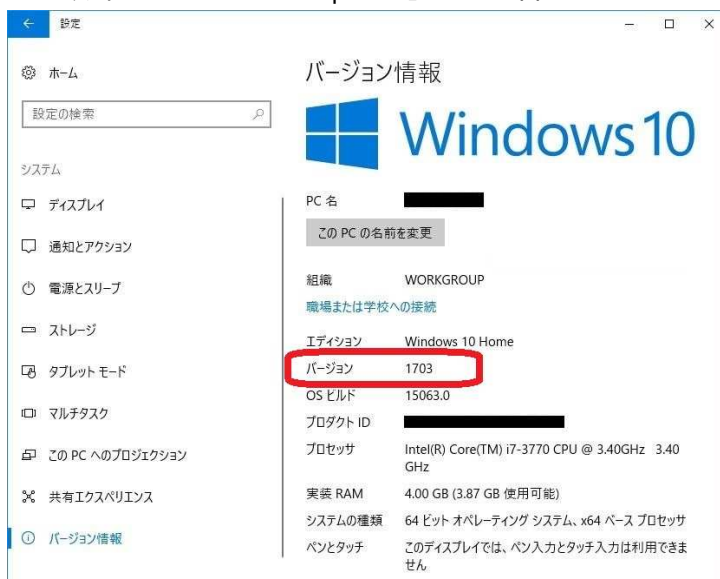 設定
ホーム
設定の検索
システム
ディスプレイ
通知とアクション
電源とスリープ
ストレージ
タブレット モード
マルチタスク
この PC へのプロジェクション
共有エクスペリエンス
バージョン情報
バージョン情報
Windows 10
PC 名
この PC の名前を変更
組織 WORKGROUP
職場または学校への接続
エディション Windows 10 Home
バージョン 1703
OS ビルド 15063.0
プロダクト ID
プロセッサ Intel(R) Core(TM) i7-3770 CPU @ 3.40GHz 3.40
GHz
実装 RAM 4.00 GB (3.87 GB 使用可能)
システムの種類 64 ビット オペレーティング システム、x64 ベース プロセッサ
ペンとタッチ このディスプレイでは、ペン入力とタッチ入力は利用できま
せん